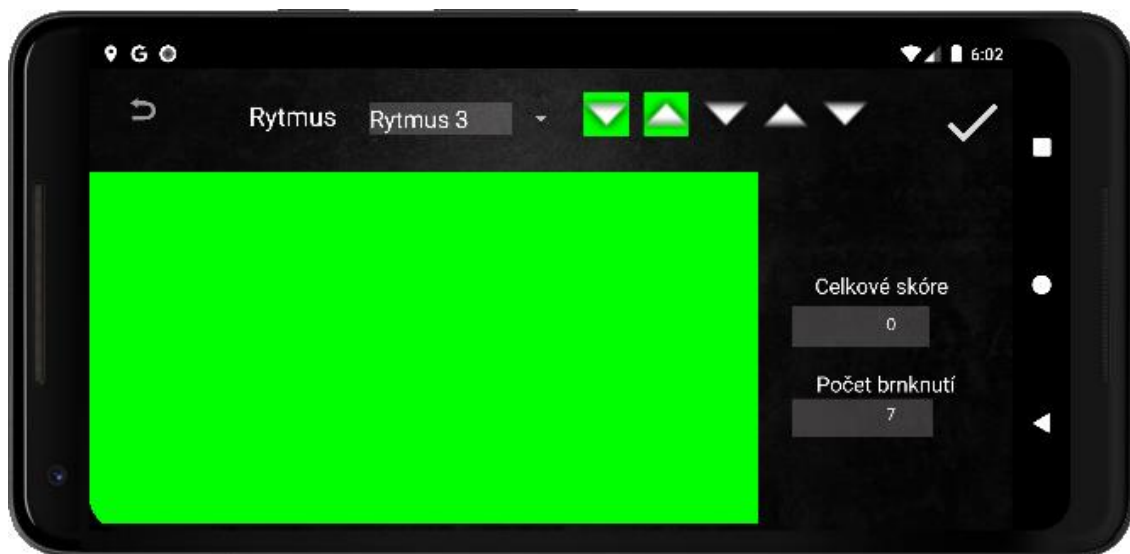 G
6:02
Rytmus
Rytmus 3
Celkové skóre
0
Počet brnknutí
7